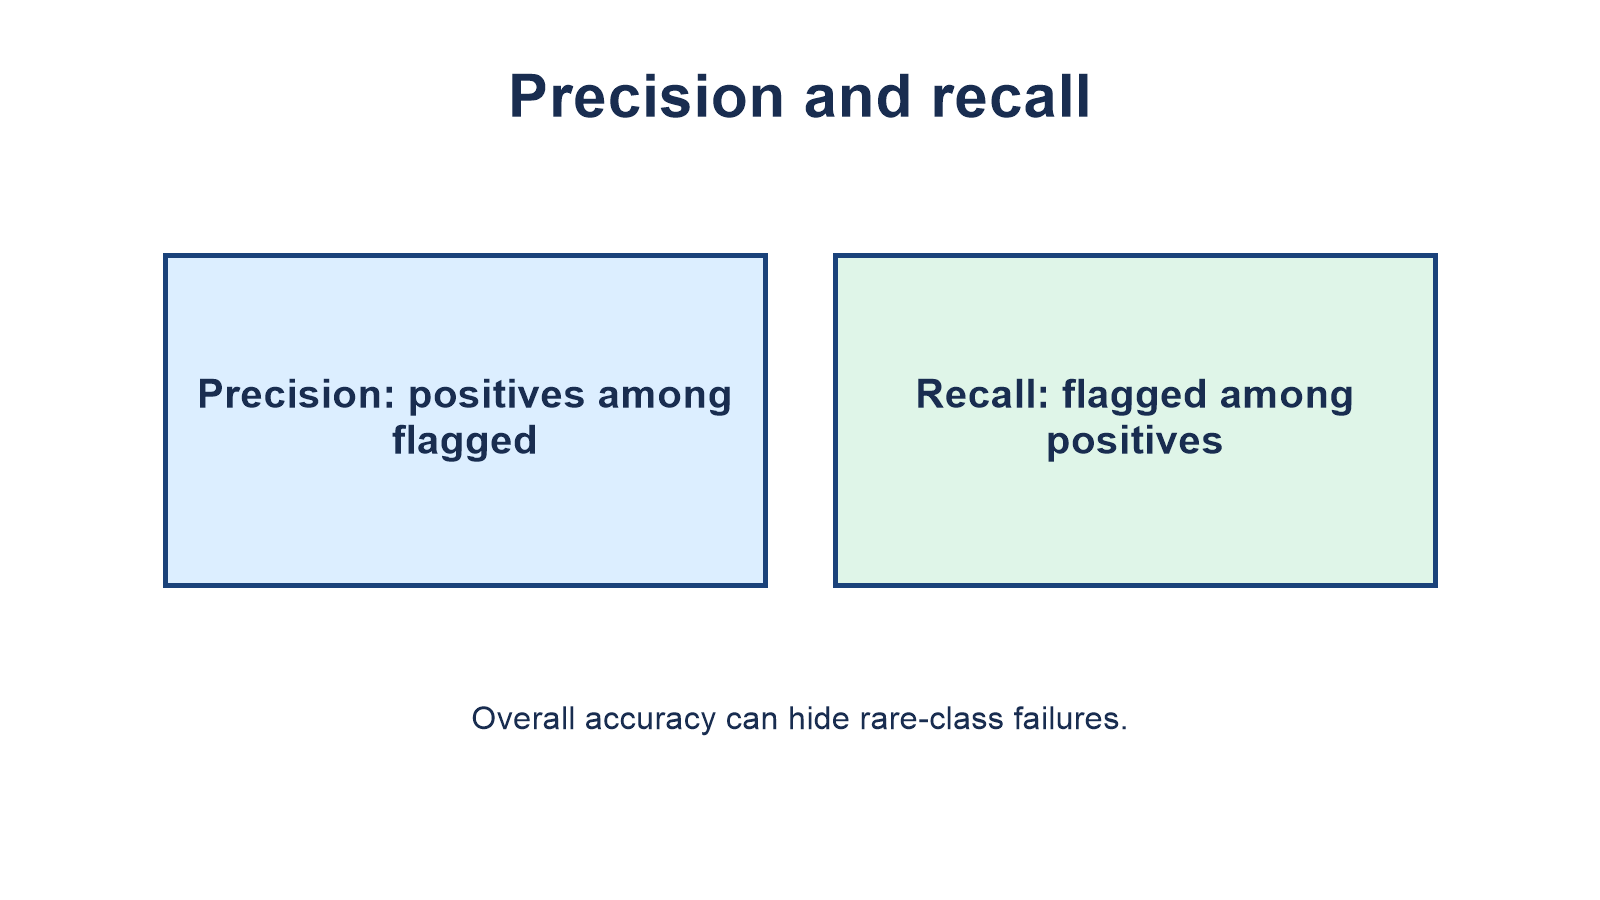 Precision and recall
Precision: positives among
flagged
Recall: flagged among
positives
Overall accuracy can hide rare-class failures.